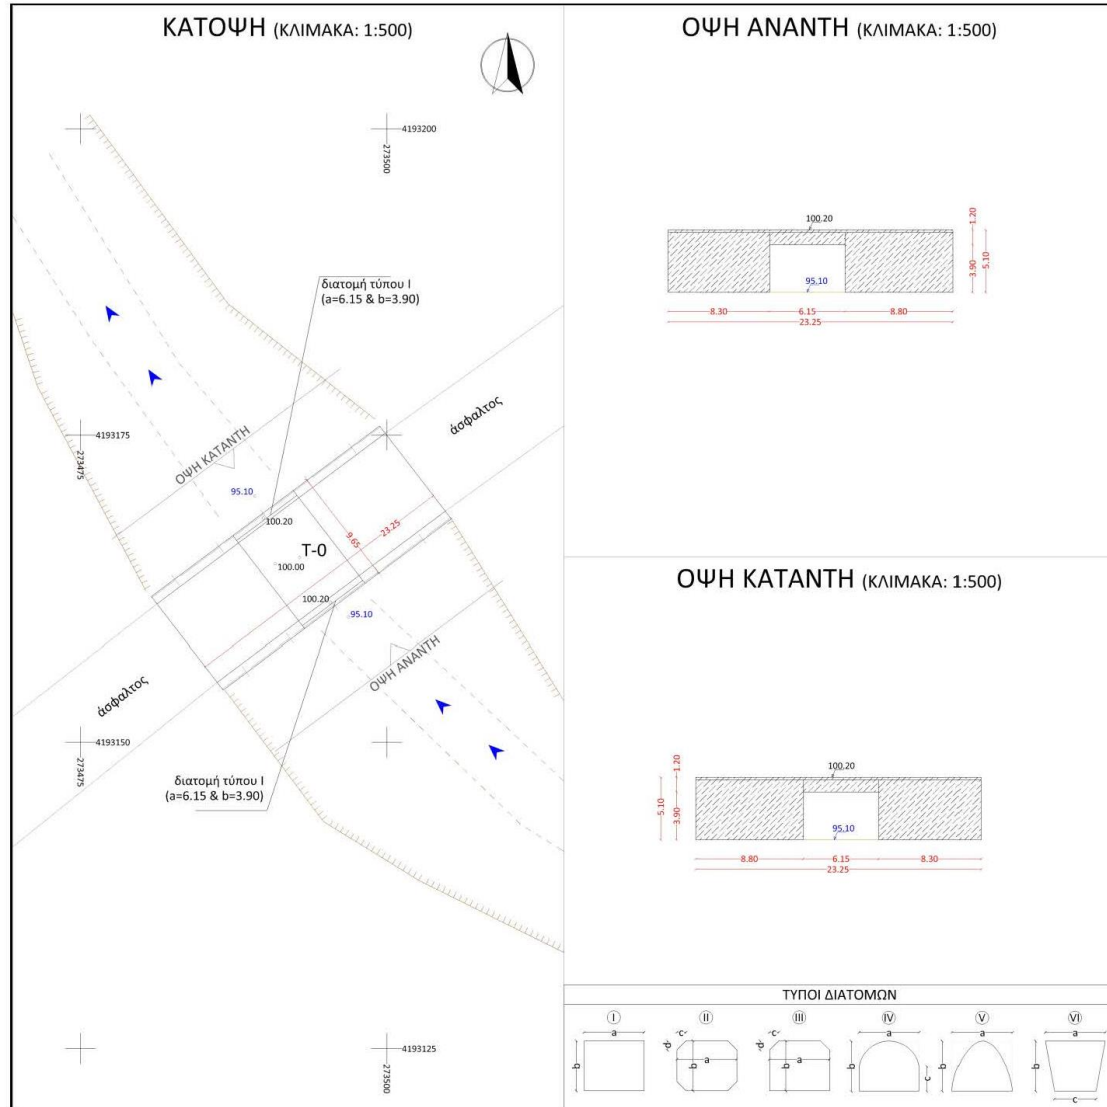 ΚΑΤΟΨΗ (ΚΛΙΜΑΚΑ: 1:500)
4193200
273500
διατομή τύπου Ι
(a=6.15 & b=3.90)
άσφαλτος
4193175
273475
ΟΨΗ ΚΑΤΑΝΤΗ
95.10
100.20
9.65
23.25
T-0
100.00
100.20
95.10
ΟΨΗ ΑΝΑΝΤΗ
άσφαλτος
4193150
273475
διατομή τύπου Ι
(a=6.15 & b=3.90)
4193125
273500
ΟΨΗ ΑΝΑΝΤΗ (ΚΛΙΜΑΚΑ: 1:500)
100.20
1.20
3.90
5.10
95.10
8.30
6.15
8.80
23.25
ΟΨΗ ΚΑΤΑΝΤΗ (ΚΛΙΜΑΚΑ: 1:500)
100.20
1.20
5.10
3.90
95.10
8.80
6.15
8.30
23.25
ΤΥΠΟΙ ΔΙΑΤΟΜΩΝ
I
II
III
IV
V
VI
a
b
c
d
b
a
c
d
b
a
a
b
c
a
b
a
b
c